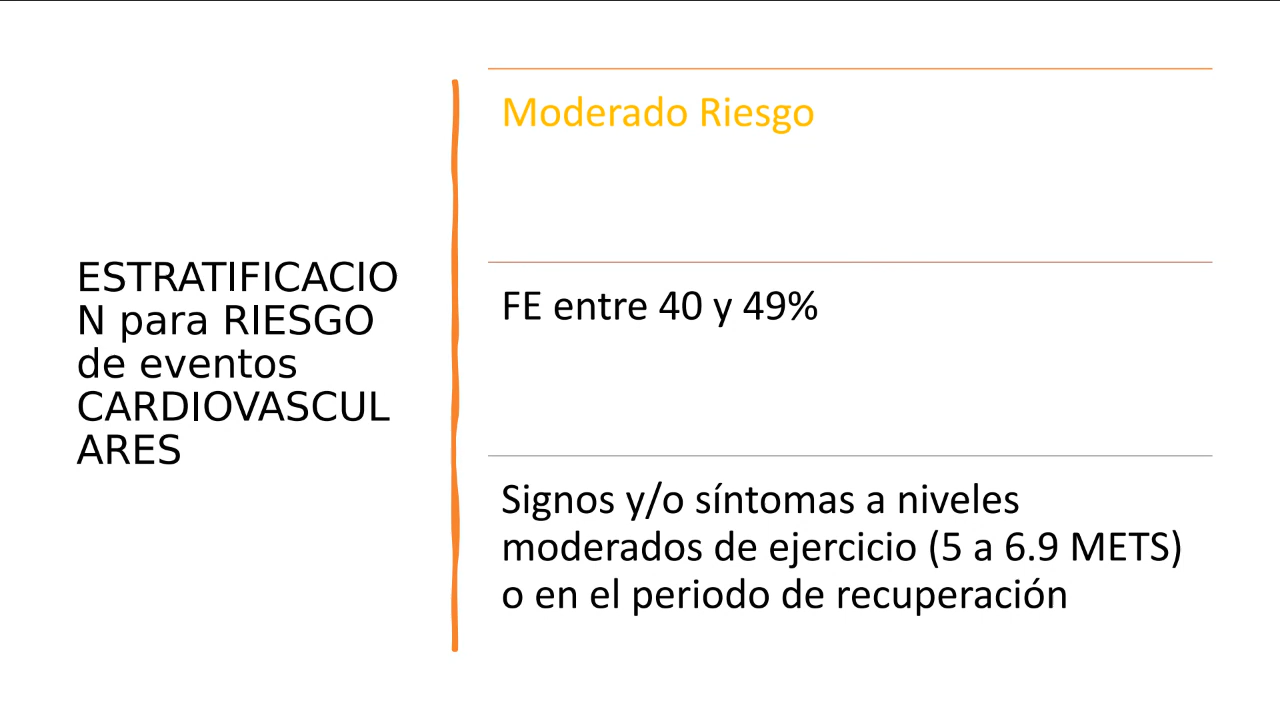 ESTRATIFICACIO
N para RIESGO
de eventos
CARDIOVASCUL
ARES
Moderado Riesgo
FE entre 40 y 49%
Signos y/o síntomas a niveles
moderados de ejercicio (5 a 6.9 METS)
o en el periodo de recuperación